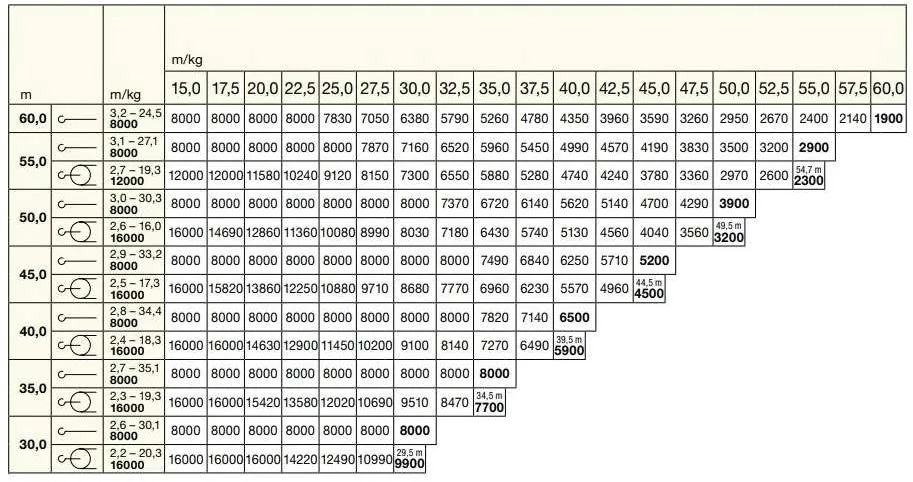 m/kg
m m/kg 15,0 17,5 20,0 22,5 25,0 27,5 30,0 32,5 35,0 37,5 40,0 42,5 45,0 47,5 50,0 52,5 55,0 57,5 60,0
60,0 3,2 – 24,5 8000 8000 8000 8000 8000 7830 7050 6380 5790 5260 4780 4350 3960 3590 3260 2950 2670 2400 2140 1900
55,0 3,1 – 27,1 8000 8000 8000 8000 8000 8000 7870 7160 6520 5960 5450 4990 4570 4190 3830 3500 3200 2900
2,7 – 19,3 12000 12000 12000 11580 10240 9120 8150 7300 6550 5880 5280 4740 4240 3780 3360 2970 2600 54,7 m 2300
50,0 3,0 – 30,3 8000 8000 8000 8000 8000 8000 8000 8000 7370 6720 6140 5620 5140 4700 4290 3900
2,6 – 16,0 16000 16000 14690 12860 11360 10080 8990 8030 7180 6430 5740 5130 4560 4040 3560 49,5 m 3200
45,0 2,9 – 33,2 8000 8000 8000 8000 8000 8000 8000 8000 8000 7490 6840 6250 5710 5200
2,5 – 17,3 16000 16000 15820 13860 12250 10880 9710 8680 7770 6960 6230 5570 4960 44,5 m 4500
40,0 2,8 – 34,4 8000 8000 8000 8000 8000 8000 8000 8000 8000 7820 7140 6500
2,4 – 18,3 16000 16000 16000 14630 12900 11450 10200 9100 8140 7270 6490 39,5 m 5900
35,0 2,7 – 35,1 8000 8000 8000 8000 8000 8000 8000 8000 8000 8000
2,3 – 19,3 16000 16000 16000 15420 13580 12020 10690 9510 8470 34,5 m 7700
30,0 2,6 – 30,1 8000 8000 8000 8000 8000 8000 8000 8000
2,2 – 20,3 16000 16000 16000 16000 14220 12490 10990 29,5 m 9900